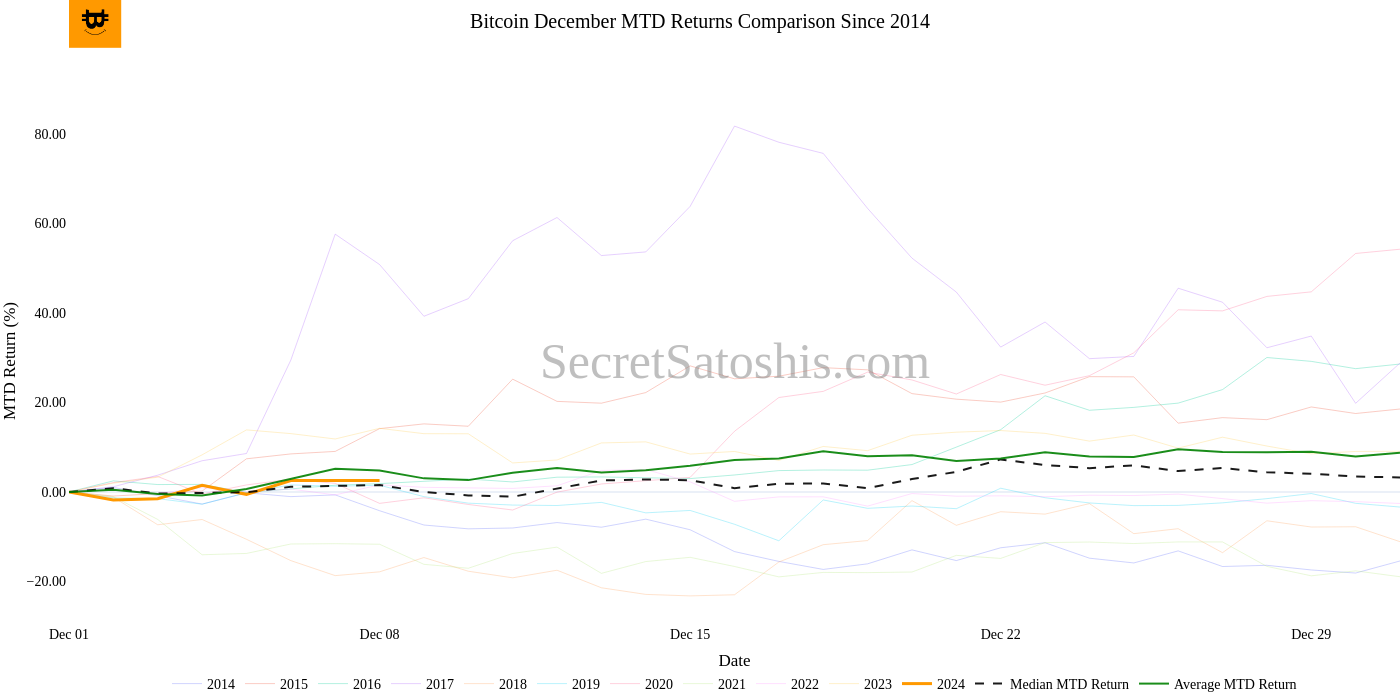 Bitcoin December MTD Returns Comparison Since 2014
80.00
60.00
40.00
20.00
0.00
−20.00
MTD Return (%)
SecretSatoshis.com
Dec 01 Dec 08 Dec 15 Dec 22 Dec 29
Date
2014 2015 2016 2017 2018 2019 2020 2021 2022 2023 2024 Median MTD Return Average MTD Return